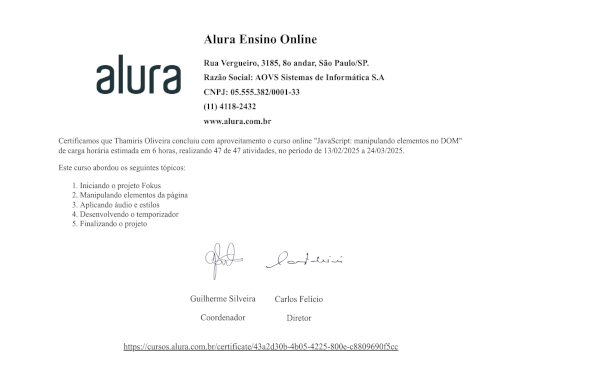 alura
Alura Ensino Online
Rua Vergueiro, 3185, 8o andar, São Paulo/SP.
Razão Social: AOVS Sistemas de Informática S.A
CNPJ: 05.555.382/0001-33
(11) 4118-2432
www.alura.com.br
Certificamos que Thamiris Oliveira concluiu com aproveitamento o curso online "JavaScript: manipulando elementos no DOM"
de carga horária estimada em 6 horas, realizando 47 de 47 atividades, no período de 13/02/2025 a 24/03/2025.
Este curso abordou os seguintes tópicos:
1. Iniciando o projeto Fokus
2. Manipulando elementos da página
3. Aplicando áudio e estilos
4. Desenvolvendo o temporizador
5. Finalizando o projeto
Guilherme Silveira Carlos Felício
Coordenador Diretor
https://cursos.alura.com.br/certificate/43a2d30b-4b05-4225-800e-c8809690f5cc